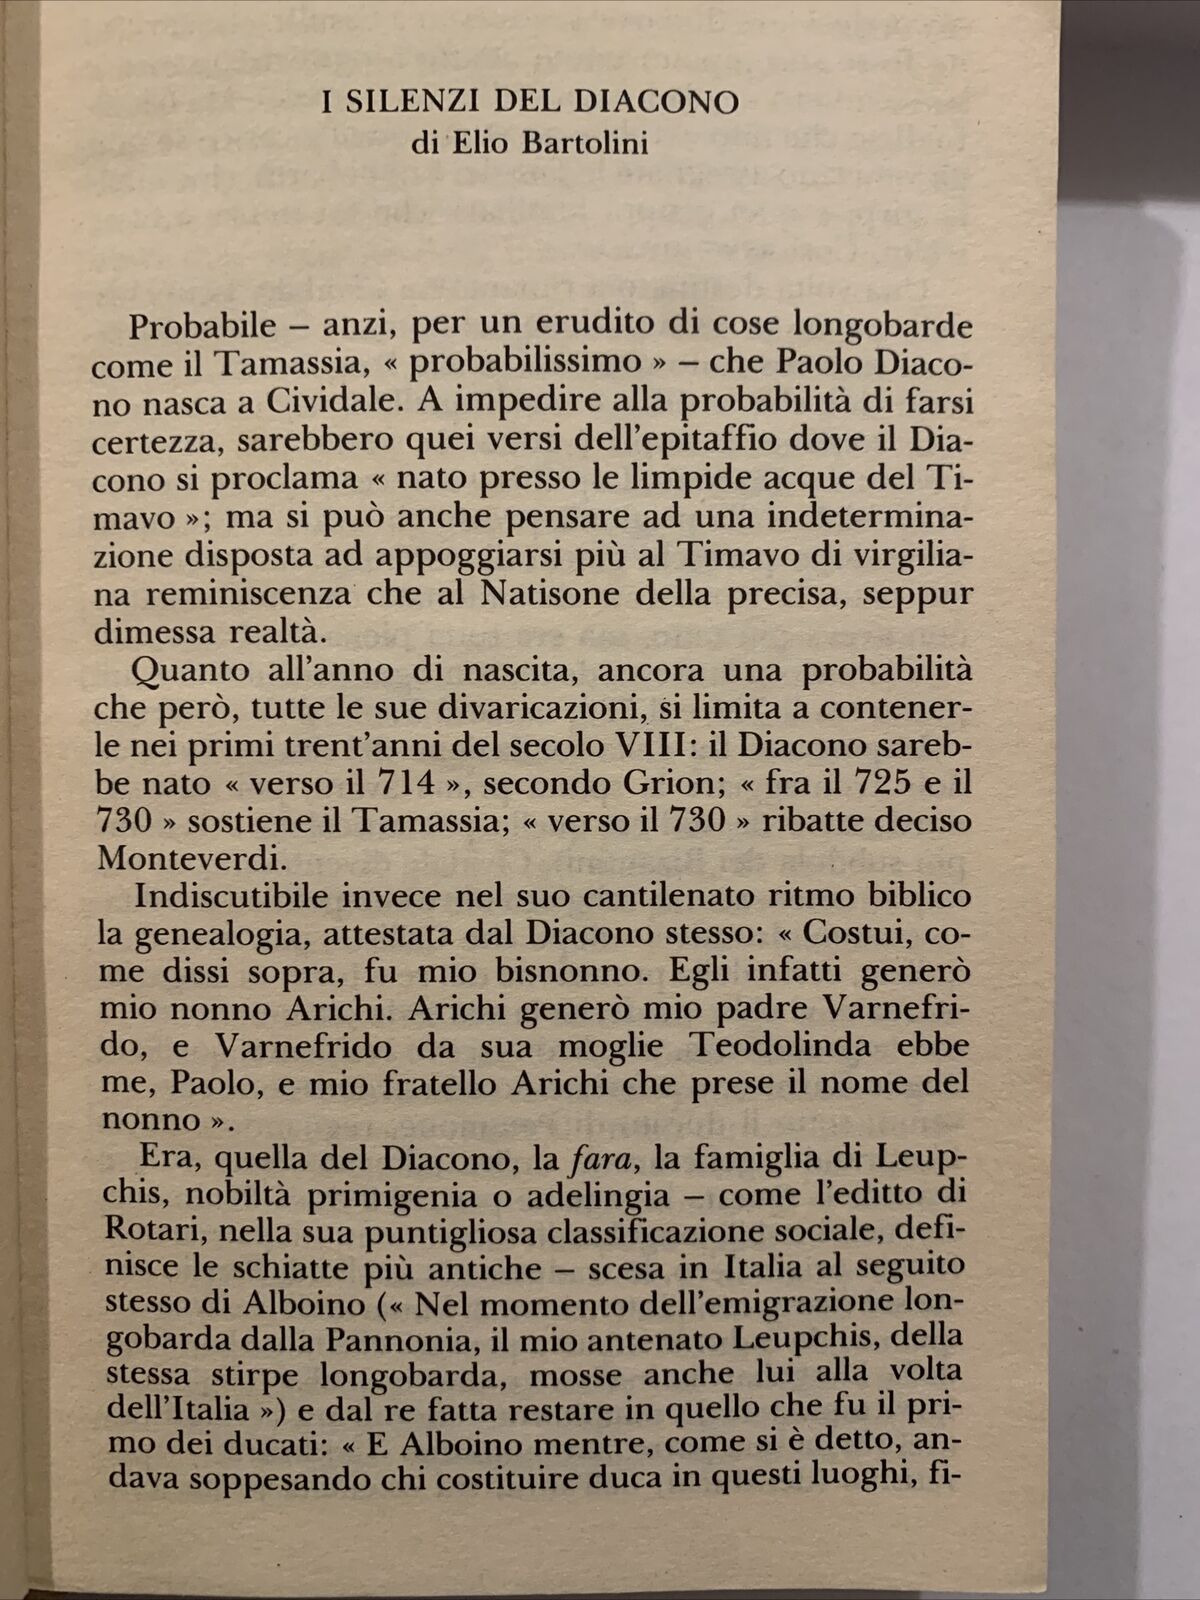 I SILENZI DEL DIACONO
di Elio Bartolini
Probabile – anzi, per un erudito di cose longobarde
come il Tamassia, « probabilissimo » – che Paolo Diaco-
no nasca a Cividale. A impedire alla probabilità di farsi
certezza, sarebbero quei versi dell'epitaffio dove il Dia-
cono si proclama « nato presso le limpide acque del Ti-
mavo »; ma si può anche pensare ad una indetermina-
zione disposta ad appoggiarsi più al Timavo di virgilia-
na reminiscenza che al Natisone della precisa, seppur
dimessa realtà.
Quanto all'anno di nascita, ancora una probabilità
che però, tutte le sue divaricazioni, si limita a contener-
le nei primi trent'anni del secolo VIII: il Diacono sareb-
be nato « verso il 714 », secondo Grion; « fra il 725 e il
730 » sostiene il Tamassia; « verso il 730 » ribatte deciso
Monteverdi.
Indiscutibile invece nel suo cantilenato ritmo biblico
la genealogia, attestata dal Diacono stesso: « Costui, co-
me dissi sopra, fu mio bisnonno. Egli infatti generò
mio nonno Arichi. Arichi generò mio padre Varnefri-
do, e Varnefrido da sua moglie Teodolinda ebbe
me, Paolo, e mio fratello Arichi che prese il nome del
nonno ».
Era, quella del Diacono, la fara, la famiglia di Leup-
chis, nobiltà primigenia o adelingia – come l'editto di
Rotari, nella sua puntigliosa classificazione sociale, defi-
nisce le schiatte più antiche – scesa in Italia al seguito
stesso di Alboino (« Nel momento dell'emigrazione lon-
gobarda dalla Pannonia, il mio antenato Leupchis, della
stessa stirpe longobarda, mosse anche lui alla volta
dell'Italia ») e dal re fatta restare in quello che fu il pri-
mo dei ducati: « E Alboino mentre, come si è detto, an-
dava soppesando chi costituire duca in questi luoghi, fi-